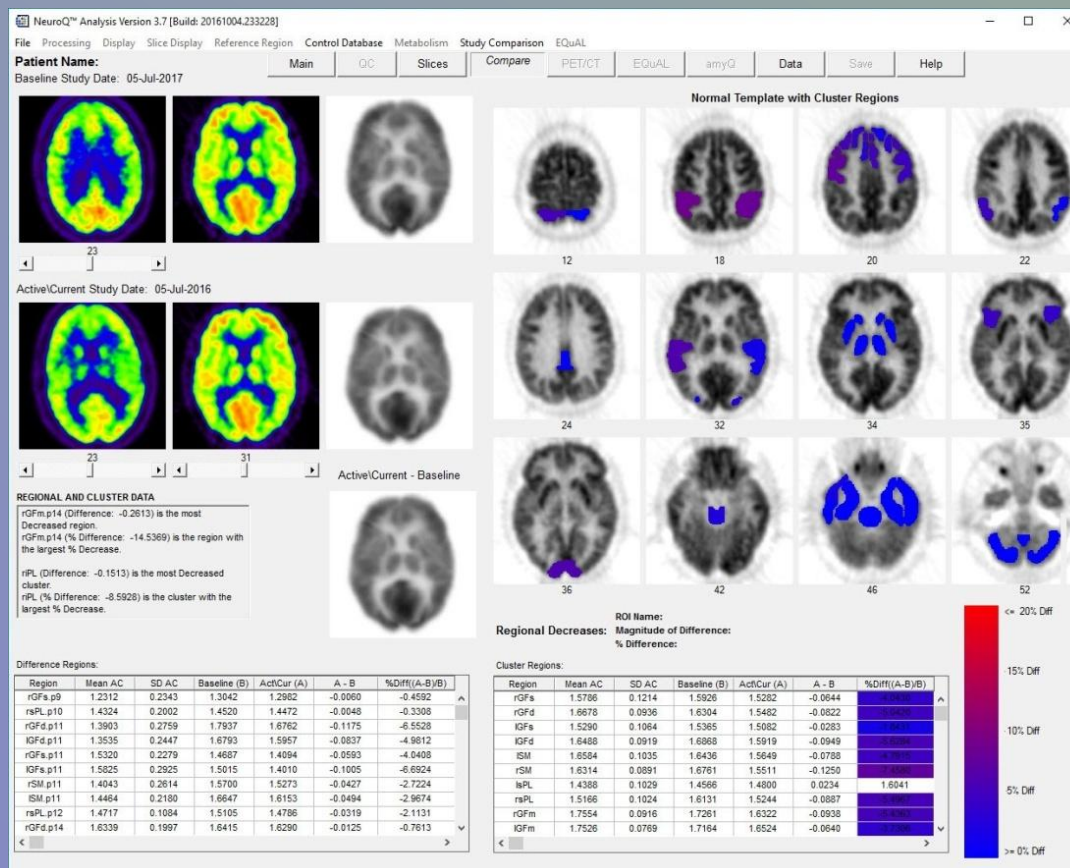 NeuroQ™ Analysis Version 3.7 [Build: 20161004.233228]
File Processing Display Slice Display Reference Region Control Database Metabolism Study Comparison EQuAL
Patient Name:
Main QC Slices Compare PET/CT EQuAL amyQ Data Save Help
Baseline Study Date: 05-Jul-2017
Normal Template with Cluster Regions
23
12 18 20 22
Active\Current Study Date: 05-Jul-2016
24 32 34 35
23 31
Active\Current - Baseline
REGIONAL AND CLUSTER DATA
rGFm.p14 (Difference: -0.2613) is the most
Decreased region.
rGFm.p14 (% Difference: -14.5369) is the region with
the largest % Decrease.
riPL (Difference: -0.1513) is the most Decreased
cluster.
riPL (% Difference: -8.5928) is the cluster with the
largest % Decrease.
36 42 46 52
Regional Decreases:
ROI Name:
Magnitude of Difference:
% Difference:
<= 20% Diff
15% Diff
10% Diff
5% Diff
>= 0% Diff
Difference Regions:
Region Mean AC SD AC Baseline (B) Act\Cur (A) A - B %Diff((A-B)/B)
rGFs.p9 1.2312 0.2343 1.3042 1.2982 -0.0060 -0.4592
rsPL.p10 1.4324 0.2002 1.4520 1.4472 -0.0048 -0.3308
rGFd.p11 1.3903 0.2759 1.7937 1.6762 -0.1175 -6.5528
lGFd.p11 1.3535 0.2447 1.6793 1.5957 -0.0837 -4.9812
rGFs.p11 1.5320 0.2279 1.4687 1.4094 -0.0593 -4.0408
lGFs.p11 1.5825 0.2925 1.5015 1.4010 -0.1005 -6.6924
rSM.p11 1.4043 0.2614 1.5700 1.5273 -0.0427 -2.7224
lSM.p11 1.4464 0.2180 1.6647 1.6153 -0.0494 -2.9674
rsPL.p12 1.4717 0.1084 1.5105 1.4786 -0.0319 -2.1131
rGFd.p14 1.6339 0.1997 1.6415 1.6290 -0.0125 -0.7613
Cluster Regions:
Region Mean AC SD AC Baseline (B) Act\Cur (A) A - B %Diff((A-B)/B)
rGFs 1.5786 0.1214 1.5926 1.5282 -0.0644
rGFd 1.6678 0.0936 1.6304 1.5482 -0.0822
lGFs 1.5290 0.1064 1.5365 1.5082 -0.0283
lGFd 1.6488 0.0919 1.6868 1.5919 -0.0949
lSM 1.6584 0.1035 1.6436 1.5649 -0.0788
rSM 1.6314 0.0891 1.6761 1.5511 -0.1250
lsPL 1.4388 0.1029 1.4566 1.4800 0.0234 1.6041
rsPL 1.5166 0.1024 1.6131 1.5244 -0.0887
rGFm 1.7554 0.0916 1.7261 1.6322 -0.0938
lGFm 1.7526 0.0769 1.7164 1.6524 -0.0640